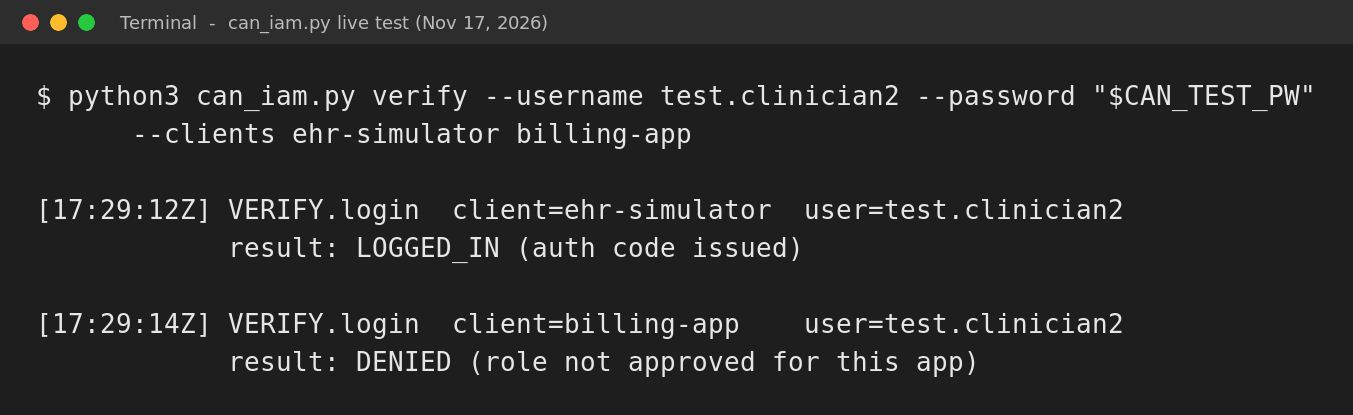 Terminal - can_iam.py live test (Nov 17, 2026)
$ python3 can_iam.py verify --username test.clinician2 --password "$CAN_TEST_PW"
--clients ehr-simulator billing-app
[17:29:12Z] VERIFY.login client=ehr-simulator user=test.clinician2
result: LOGGED_IN (auth code issued)
[17:29:14Z] VERIFY.login client=billing-app user=test.clinician2
result: DENIED (role not approved for this app)